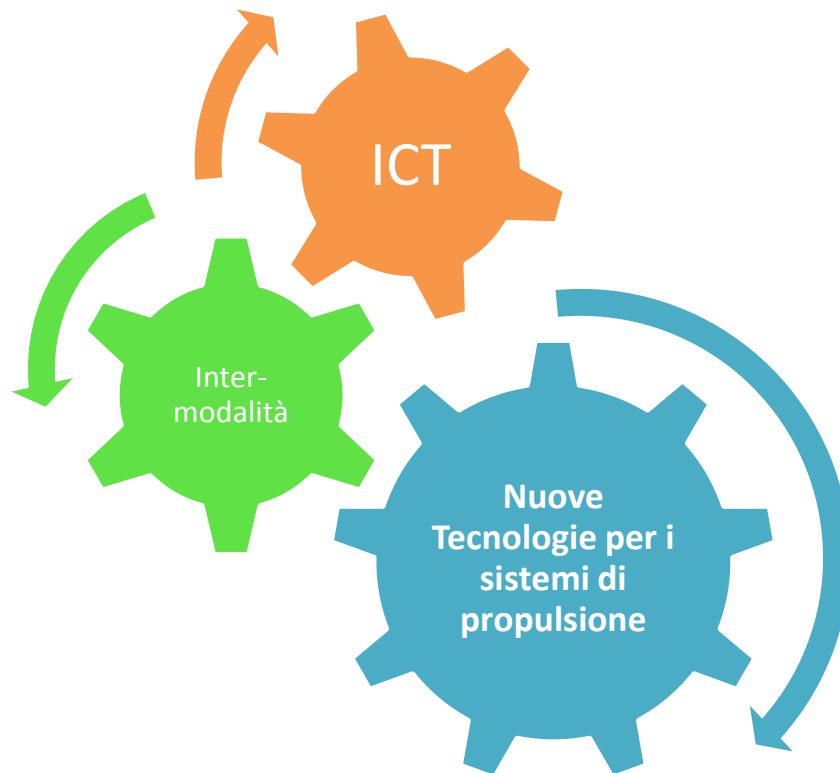 ICT
Inter-
modalità
Nuove
Tecnologie per i
sistemi di
propulsione